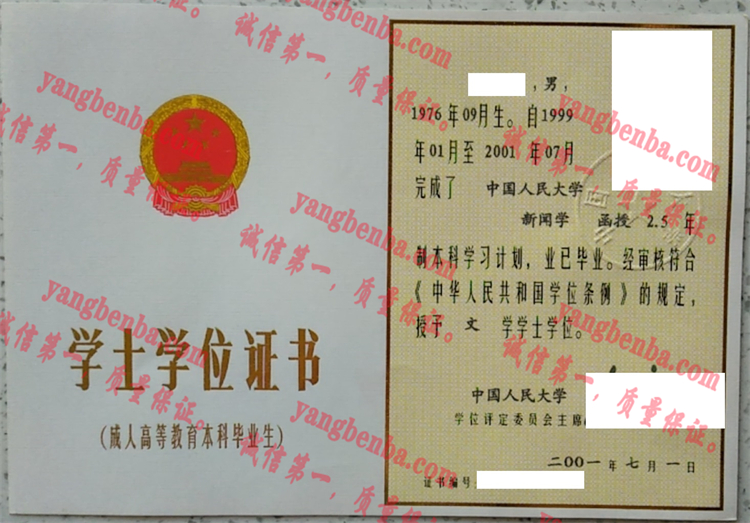 学士学位证书
(成人高等教育本科毕业生)
,男,
1976 年 09月生。自1999
年 01月 至 2001 年 07月
完成了 中国人民大学
新闻学 函授 2.5 年
制本科学习计划,业已毕业。经审核符合
《中华人民共和国学位条例》的规定,
授予 文 学学士学位。
中国人民大学
学位评定委员会主席
二〇〇一年七月一日
证书编号:
yangbenba.com
诚信第一,质量保证。